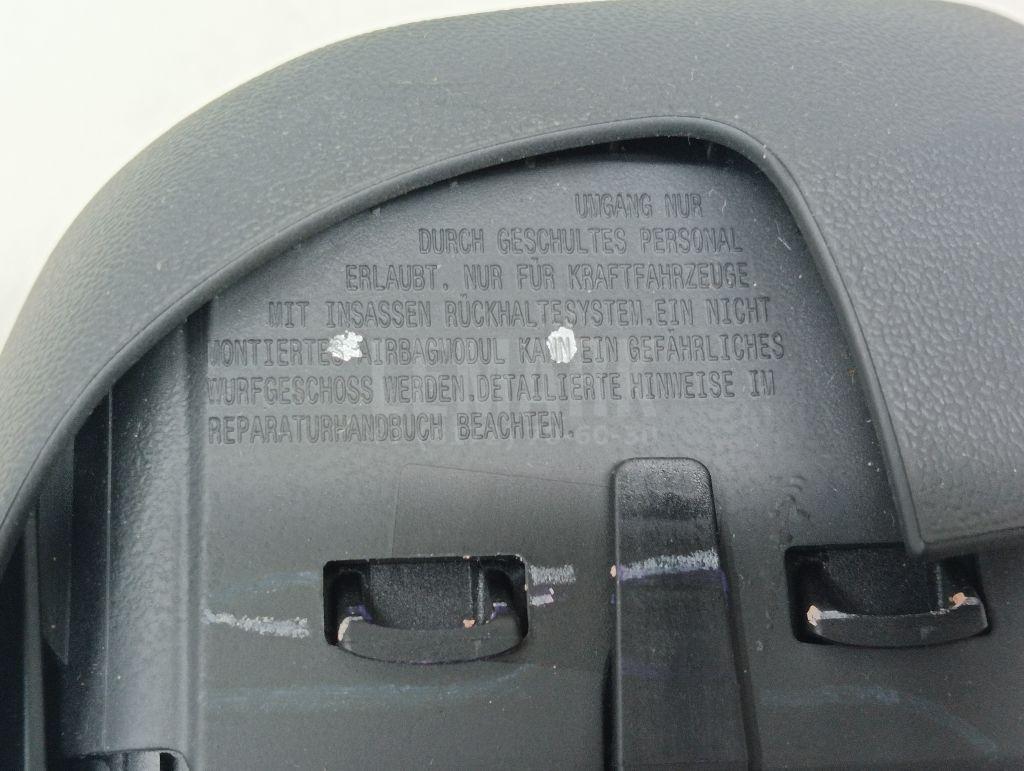 UMGANG NUR
DURCH GESCHULTES PERSONAL
ERLAUBT. NUR FÜR KRAFTFAHRZEUGE
MIT INSASSEN RÜCKHALTESYSTEM.EIN NICHT
MONTIERTES AIRBAGMODUL KANN EIN GEFÄHRLICHES
WURFGESCHOSS WERDEN.DETAILIERTE HINWEISE IM
REPARATURHANDBUCH BEACHTEN.